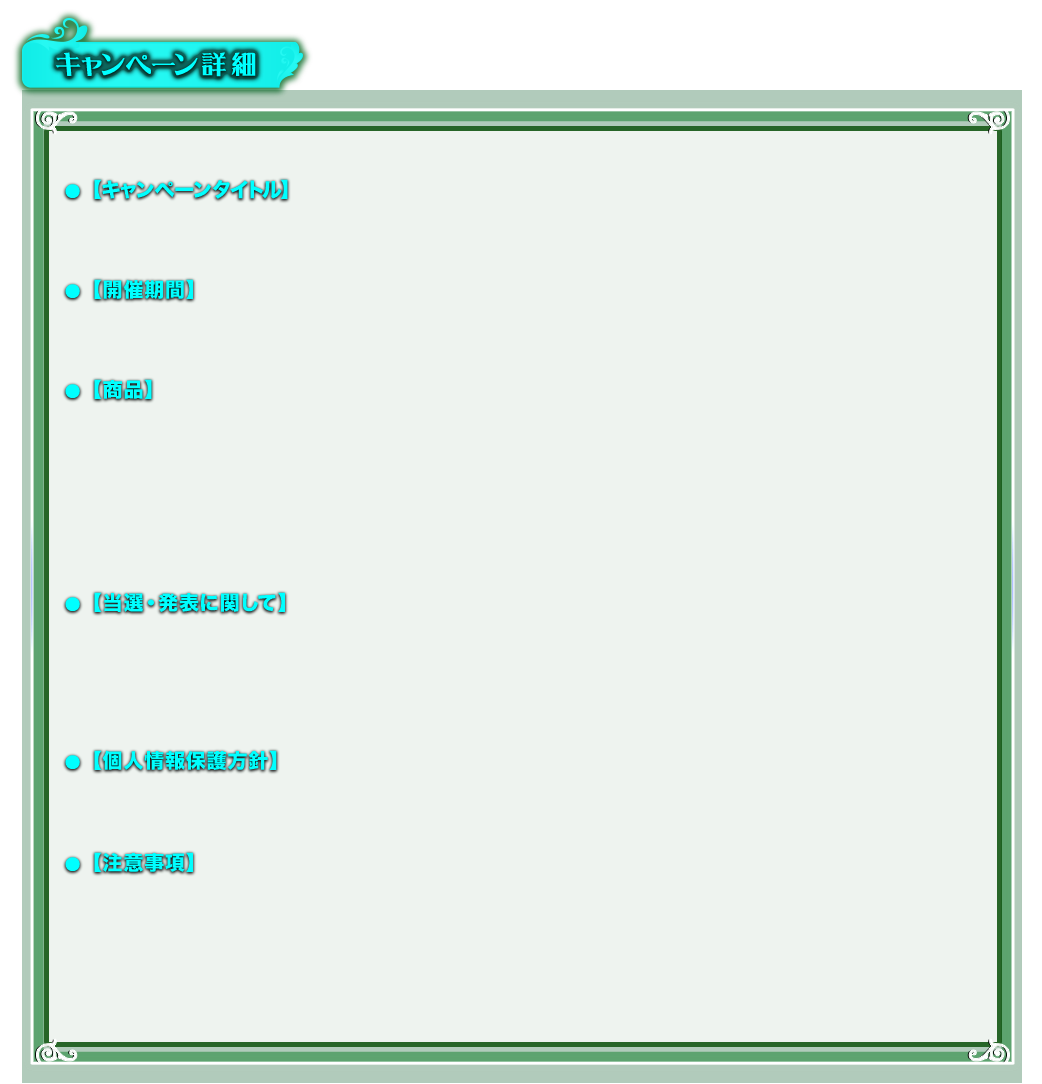 キャンペーン詳細
● 【キャンペーンタイトル】
● 【開催期間】
● 【商品】
● 【当選・発表に関して】
● 【個人情報保護方針】
● 【注意事項】